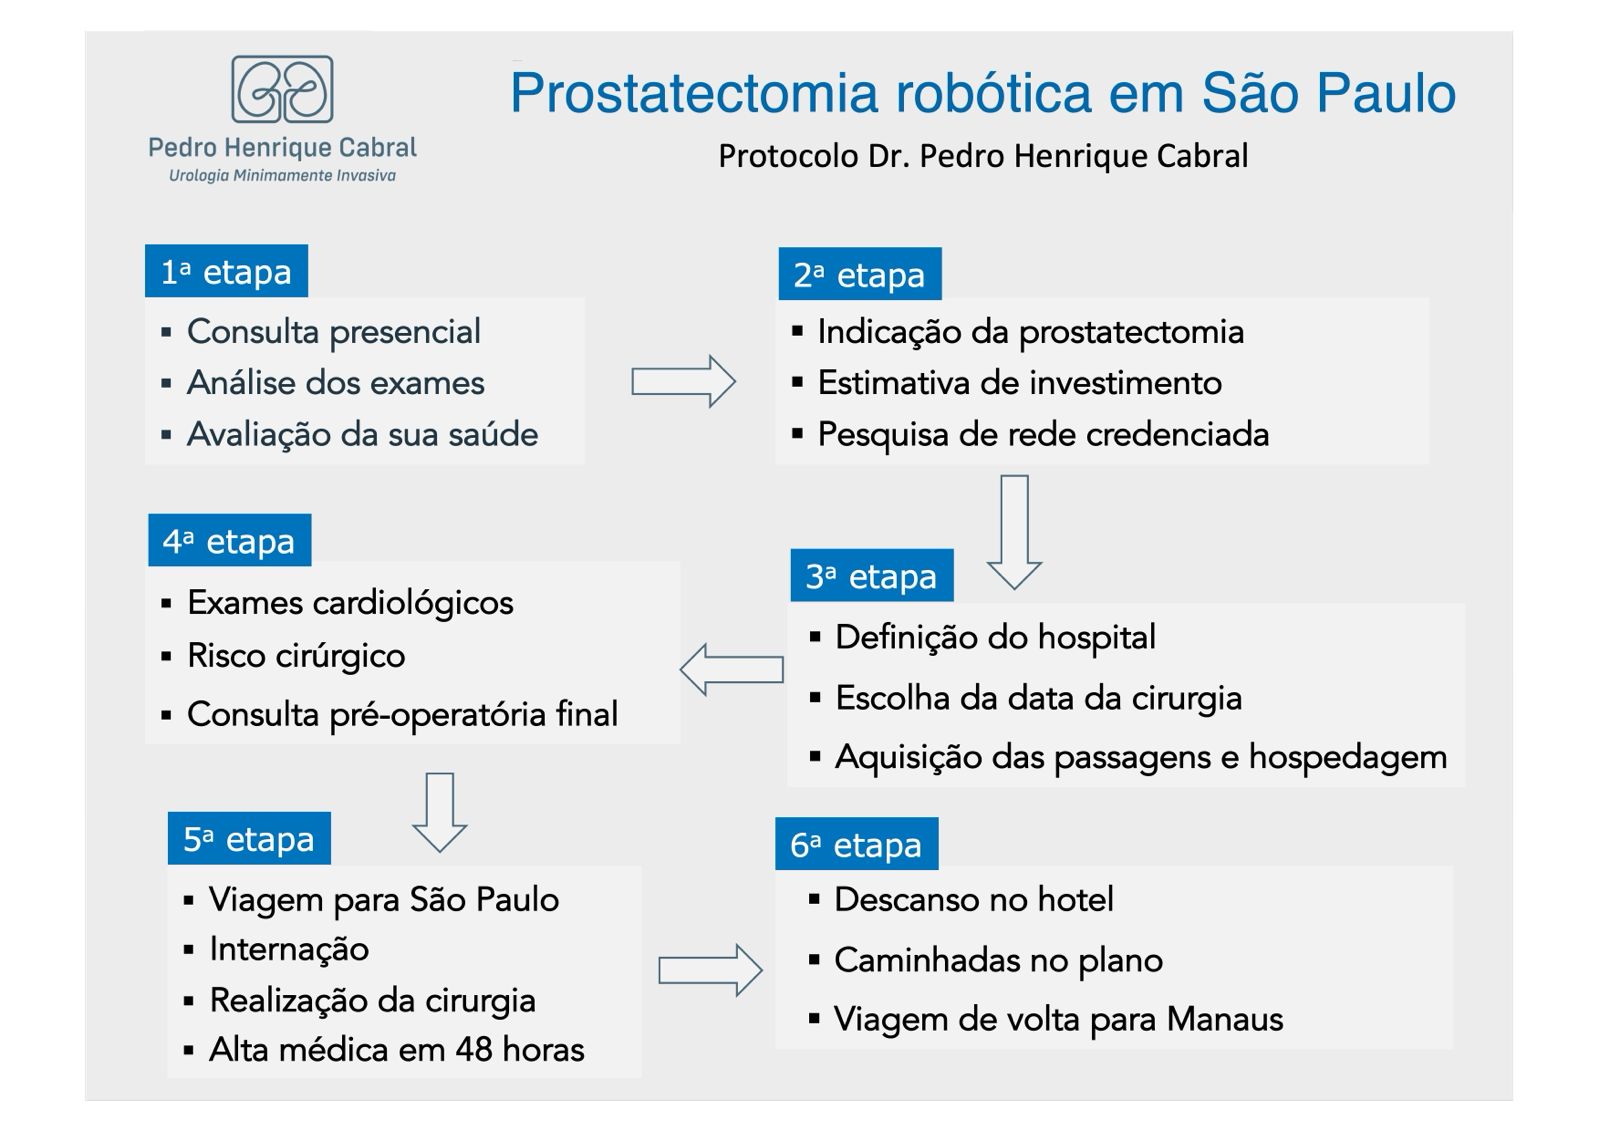 Pedro Henrique Cabral
Urologia Minimamente Invasiva
Prostatectomia robótica em São Paulo
Protocolo Dr. Pedro Henrique Cabral
1ª etapa
▪ Consulta presencial
▪ Análise dos exames
▪ Avaliação da sua saúde
2ª etapa
▪ Indicação da prostatectomia
▪ Estimativa de investimento
▪ Pesquisa de rede credenciada
3ª etapa
▪ Definição do hospital
▪ Escolha da data da cirurgia
▪ Aquisição das passagens e hospedagem
4ª etapa
▪ Exames cardiológicos
▪ Risco cirúrgico
▪ Consulta pré-operatória final
5ª etapa
▪ Viagem para São Paulo
▪ Internação
▪ Realização da cirurgia
▪ Alta médica em 48 horas
6ª etapa
▪ Descanso no hotel
▪ Caminhadas no plano
▪ Viagem de volta para Manaus